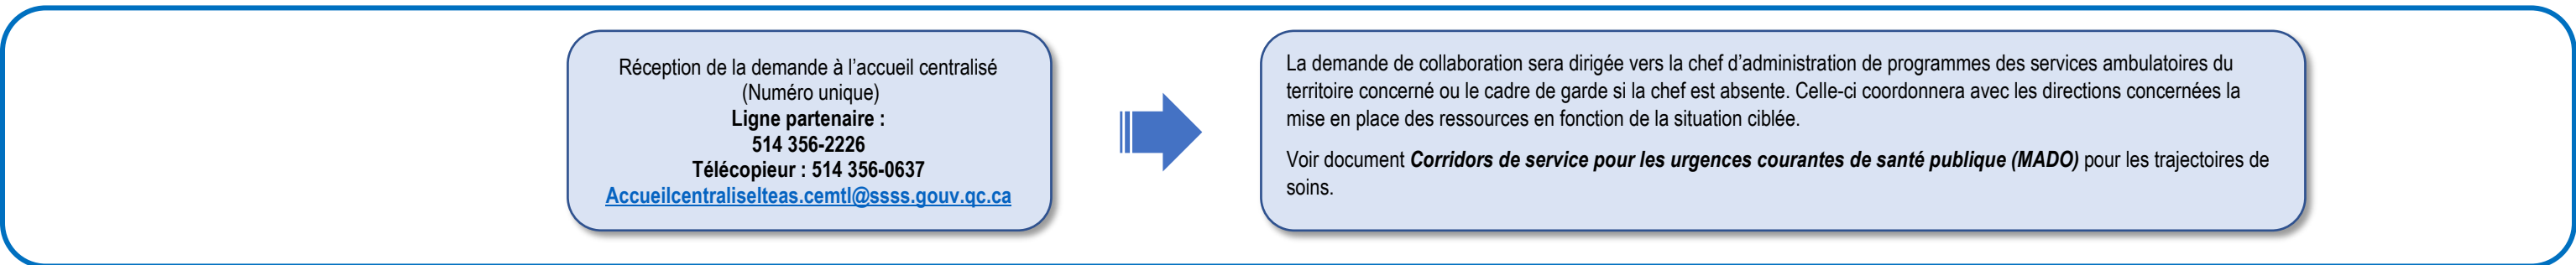 Réception de la demande à l'accueil centralisé
(Numéro unique)
Ligne partenaire :
514 356-2226
Télécopieur : 514 356-0637
Accueilcentraliselteas.cemtl@ssss.gouv.qc.ca
La demande de collaboration sera dirigée vers la chef d'administration de programmes des services ambulatoires du
territoire concerné ou le cadre de garde si la chef est absente. Celle-ci coordonnera avec les directions concernées la
mise en place des ressources en fonction de la situation ciblée.
Voir document Corridors de service pour les urgences courantes de santé publique (MADO) pour les trajectoires de
soins.